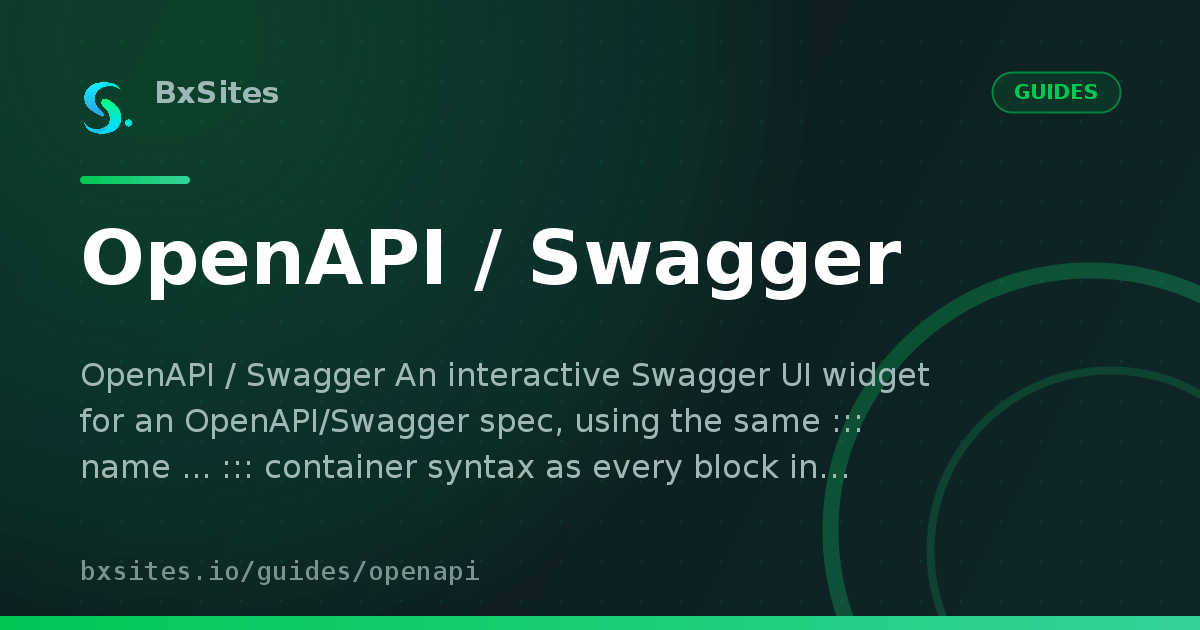 BxSites
GUIDES
OpenAPI / Swagger
OpenAPI / Swagger An interactive Swagger UI widget
for an OpenAPI/Swagger spec, using the same :::
name ... ::: container syntax as every block in…
bxsites.io/guides/openapi